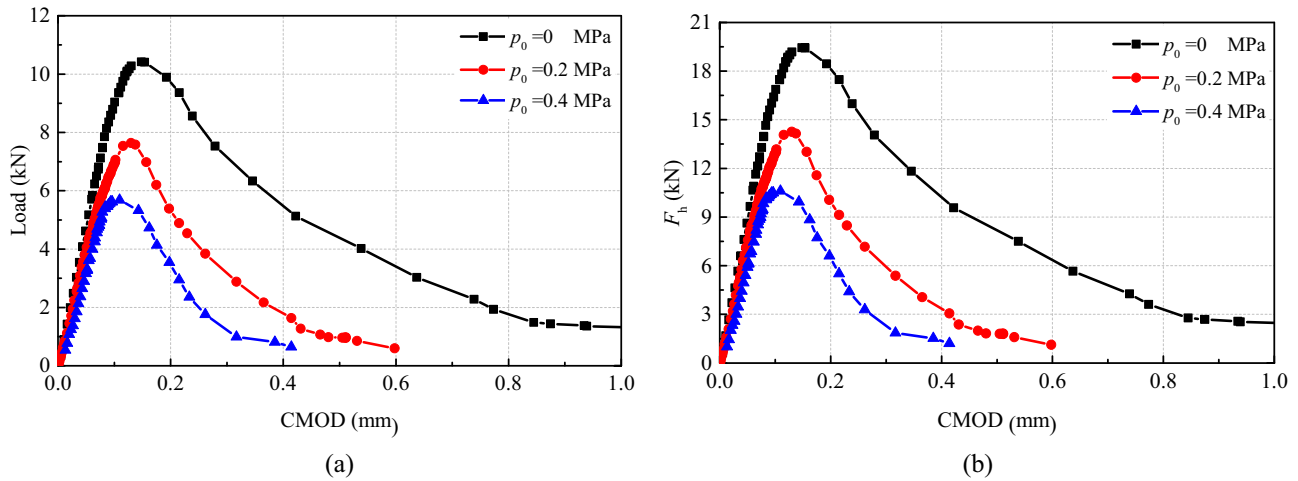 12
10
8
6
4
2
0
Load (kN)
p0 =0 MPa
p0 =0.2 MPa
p0 =0.4 MPa
0.0 0.2 0.4 0.6 0.8 1.0
CMOD (mm)
(a)
21
18
15
12
9
6
3
0
Fh (kN)
p0 =0 MPa
p0 =0.2 MPa
p0 =0.4 MPa
0.0 0.2 0.4 0.6 0.8 1.0
CMOD (mm)
(b)